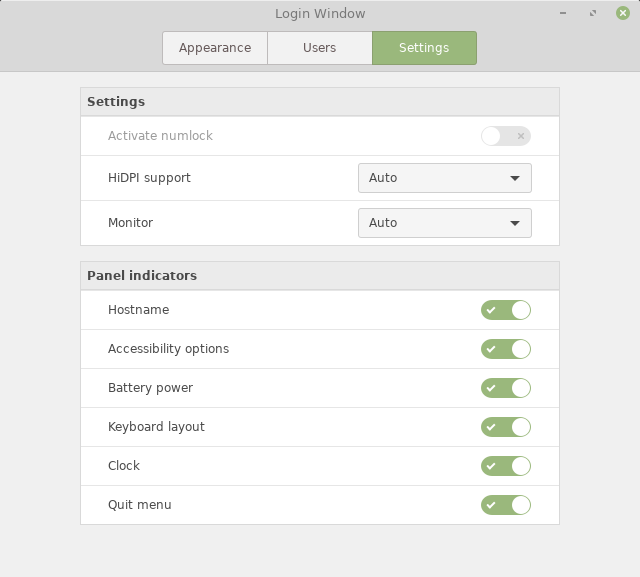 Login Window
Appearance Users Settings
Settings
Activate numlock
HiDPI support Auto
Monitor Auto
Panel indicators
Hostname
Accessibility options
Battery power
Keyboard layout
Clock
Quit menu